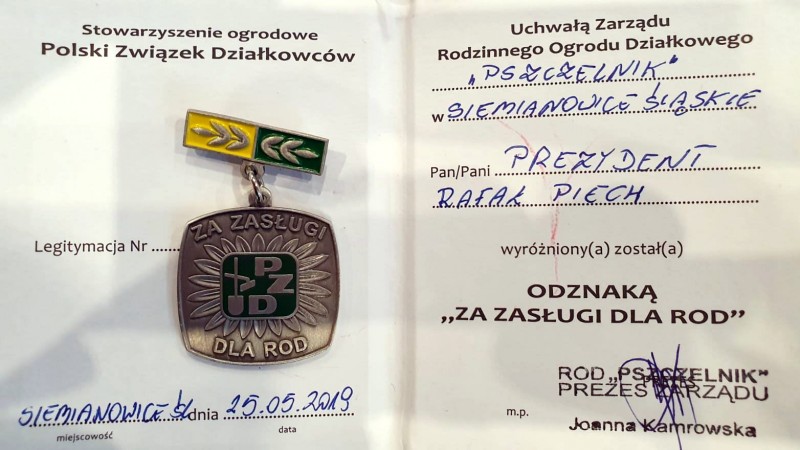 Stowarzyszenie ogrodowe
Polski Związek Działkowców
ZA ZASŁUGI
PZD
DLA ROD
Legitymacja Nr ......
SIEMIANOWICE ŚL dnia 25.05.2019
miejscowość data
Uchwałą Zarządu
Rodzinnego Ogrodu Działkowego
"PSZCZELNIK"
w SIEMIANOWICE ŚLĄSKIE
Pan/Pani PREZYDENT
RAFAŁ PIECH
wyróżniony(a) został(a)
ODZNAKĄ
„ZA ZASŁUGI DLA ROD”
ROD „PSZCZELNIK"
PREZES ZARZĄDU
m.p.
Joanna Kamrowska